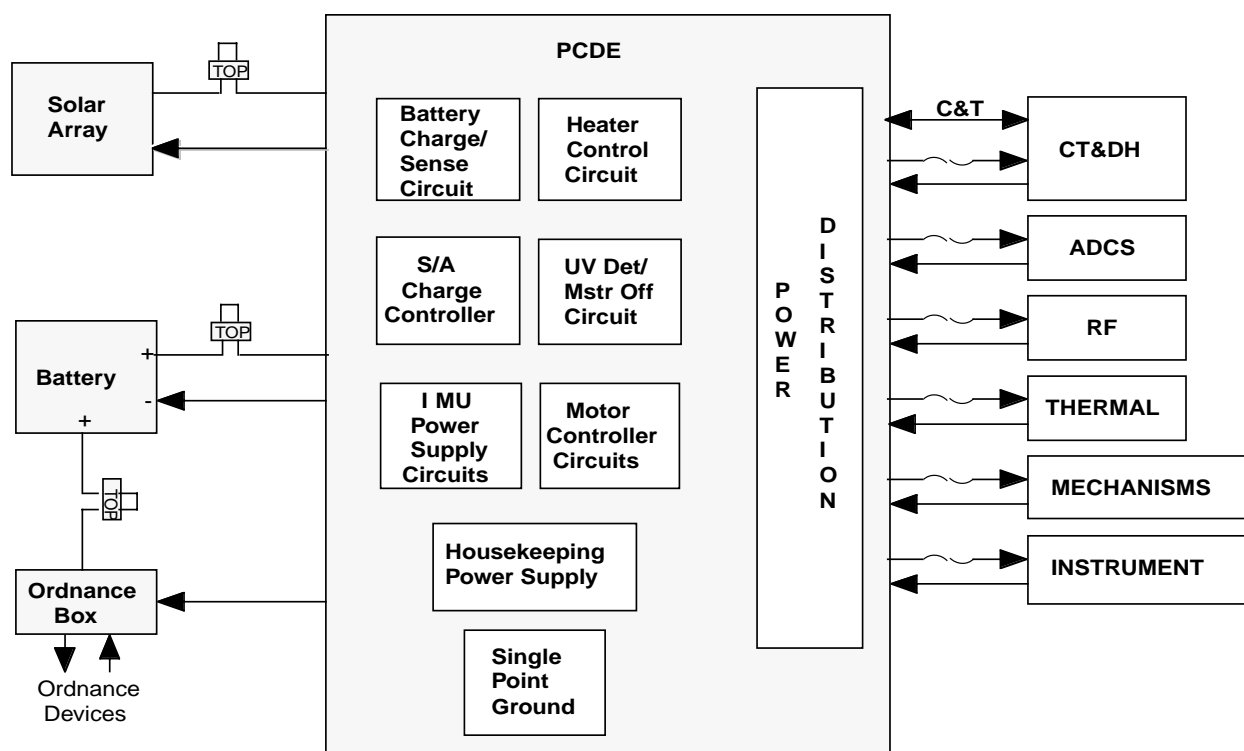 PCDE
TOP
Solar
Array
Battery
Charge/
Sense
Circuit
Heater
Control
Circuit
C&T
CT&DH
S/A
Charge
Controller
UV Det/
Mstr Off
Circuit
POWER
DISTRIBUTION
ADCS
RF
TOP
+
Battery
-
+
I MU
Power
Supply
Circuits
Motor
Controller
Circuits
THERMAL
TOP
MECHANISMS
Housekeeping
Power Supply
INSTRUMENT
Ordnance
Box
Single
Point
Ground
Ordnance
Devices